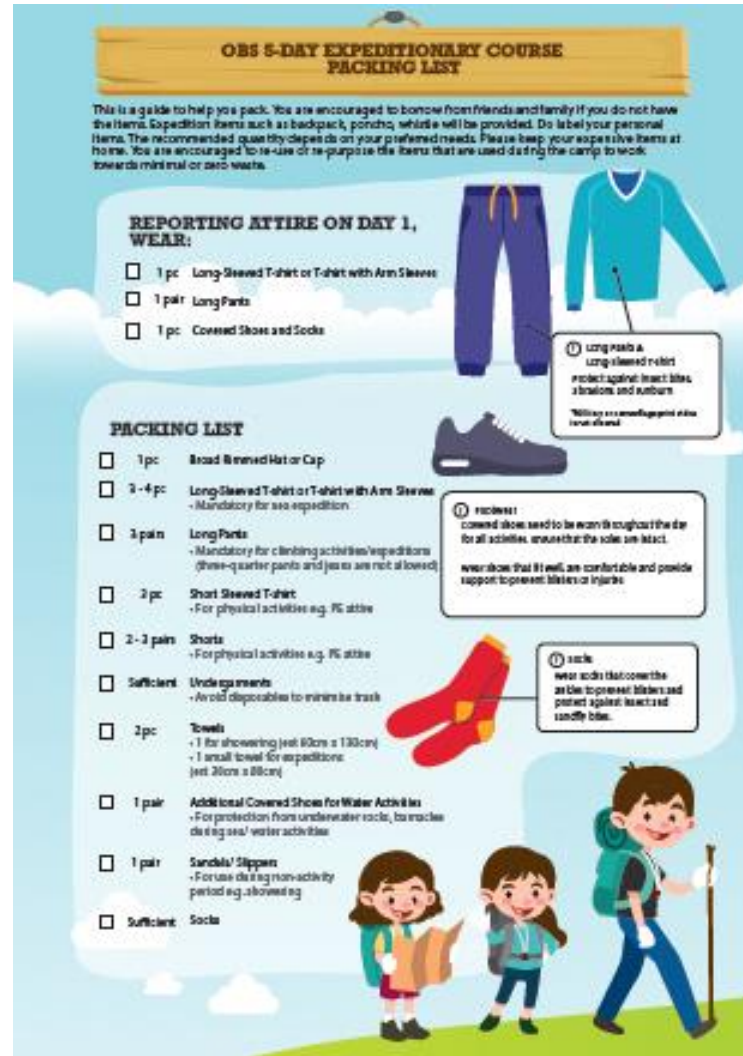 OBS 5-DAY EXPEDITIONARY COURSE
PACKING LIST
This is a guide to help you pack. You are encouraged to borrow from friends and family if you do not have
the items. Expedition items such as backpack, poncho, whistle will be provided. Do label your personal
items. The recommended quantity depends on your preferred needs. Please keep your expensive items at
home. You are encouraged to re-use or re-purpose the items that are used during the camp to work
towards minimal or zero waste.
REPORTING ATTIRE ON DAY 1,
WEAR:
1 pc Long-Sleeved T-shirt or T-shirt with Arm Sleeves
1 pair Long Pants
1 pc Covered Shoes and Socks
Long Pants &
Long-sleeved T-shirt
Protect against insect bites,
abrasions and sunburn
PACKING LIST
1 pc Broad Rimmed Hat or Cap
3 - 4 pc Long-Sleeved T-shirt or T-shirt with Arm Sleeves
• Mandatory for sea expedition
3 pairs Long Pants
• Mandatory for climbing activities/expeditions
(three-quarter pants and jeans are not allowed)
pc Short Sleeved T-shirt
• For physical activities e.g. PE attire
2 - 3 pairs Shorts
• For physical activities e.g. PE attire
Sufficient Undergarments
• Avoid disposables to minimise trash
2 pc Towels
• 1 for showering (est 60cm x 130cm)
• 1 small towel for expeditions
(est 30cm x 80cm)
1 pair Additional Covered Shoes for Water Activities
• For protection from underwater rocks, barnacles
during sea/ water activities
1 pair Sandals/ Slippers
• For use during non-activity
period e.g. showering
Sufficient Socks
Footwear
Covered shoes need to be worn throughout the day
for all activities. Ensure that the soles are intact.
Wear shoes that fit well, are comfortable and provide
support to prevent blisters or injuries
Socks
Wear socks that cover the
ankles to prevent blisters and
protect against insect and
sandfly bites.